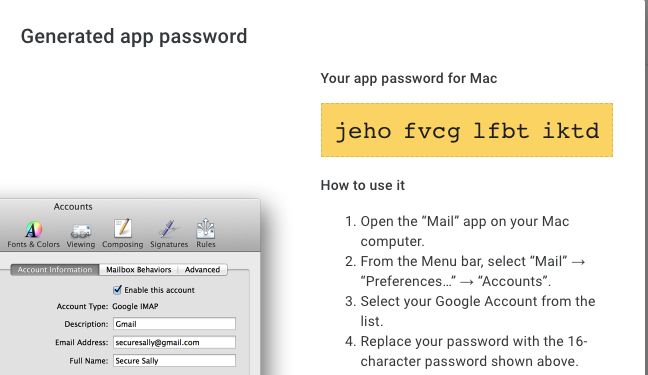 Generated app password
Your app password for Mac
jeho fvcg lfbt iktd
How to use it
1. Open the “Mail” app on your Mac
computer.
2. From the Menu bar, select “Mail” →
“Preferences…” → “Accounts”.
3. Select your Google Account from the
list.
4. Replace your password with the 16-
character password shown above.
Accounts
Fonts & Colors Viewing Composing Signatures Rules
Account Information Mailbox Behaviors Advanced
Enable this account
Account Type: Google IMAP
Description: Gmail
Email Address: securesally@gmail.com
Full Name: Secure Sally